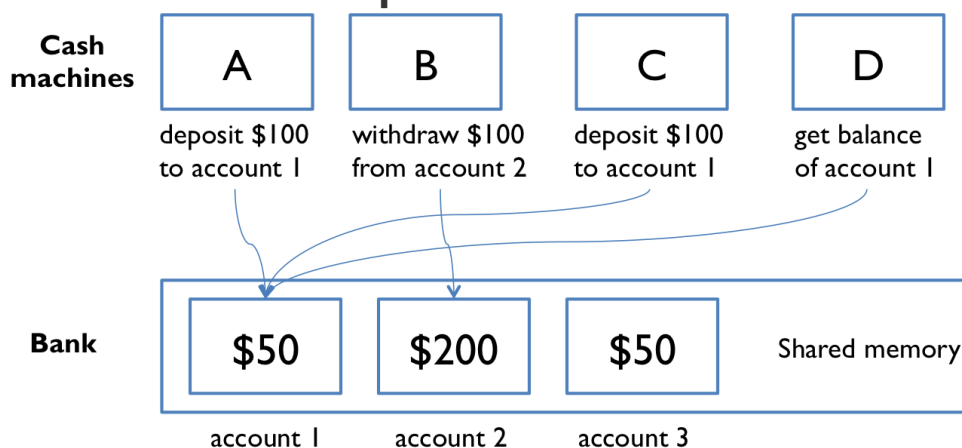 Cash
machines
A
B
C
D
deposit $100
to account 1
withdraw $100
from account 2
deposit $100
to account 1
get balance
of account 1
Bank
$50
$200
$50
Shared memory
account 1
account 2
account 3